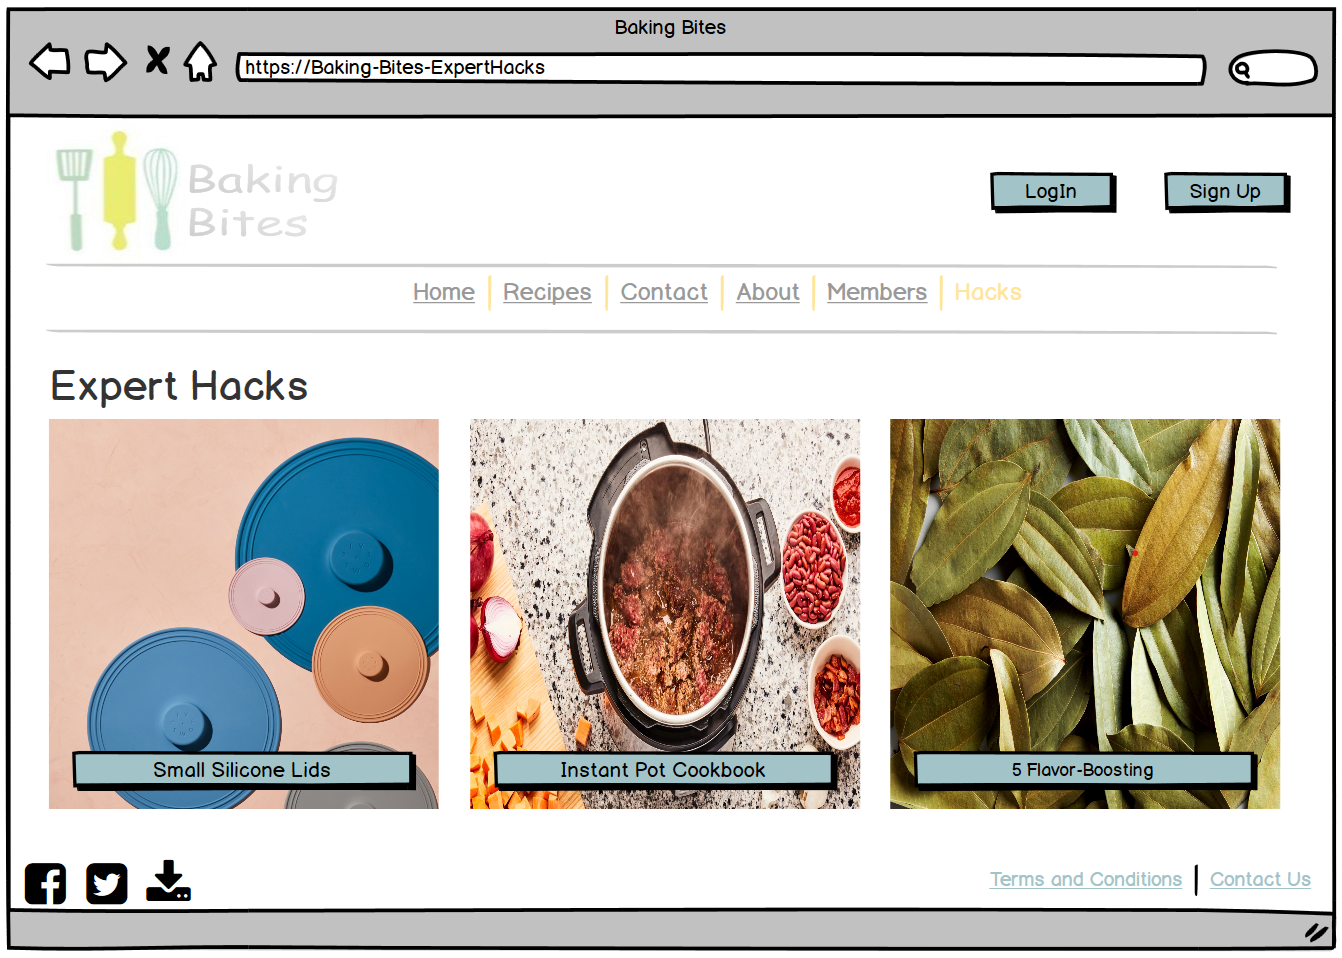 Baking Bites
https://Baking-Bites-ExpertHacks
Baking
Bites
LogIn
Sign Up
Home
Recipes
Contact
About
Members
Hacks
Expert Hacks
Small Silicone Lids
Instant Pot Cookbook
5 Flavor-Boosting
Terms and Conditions
Contact Us